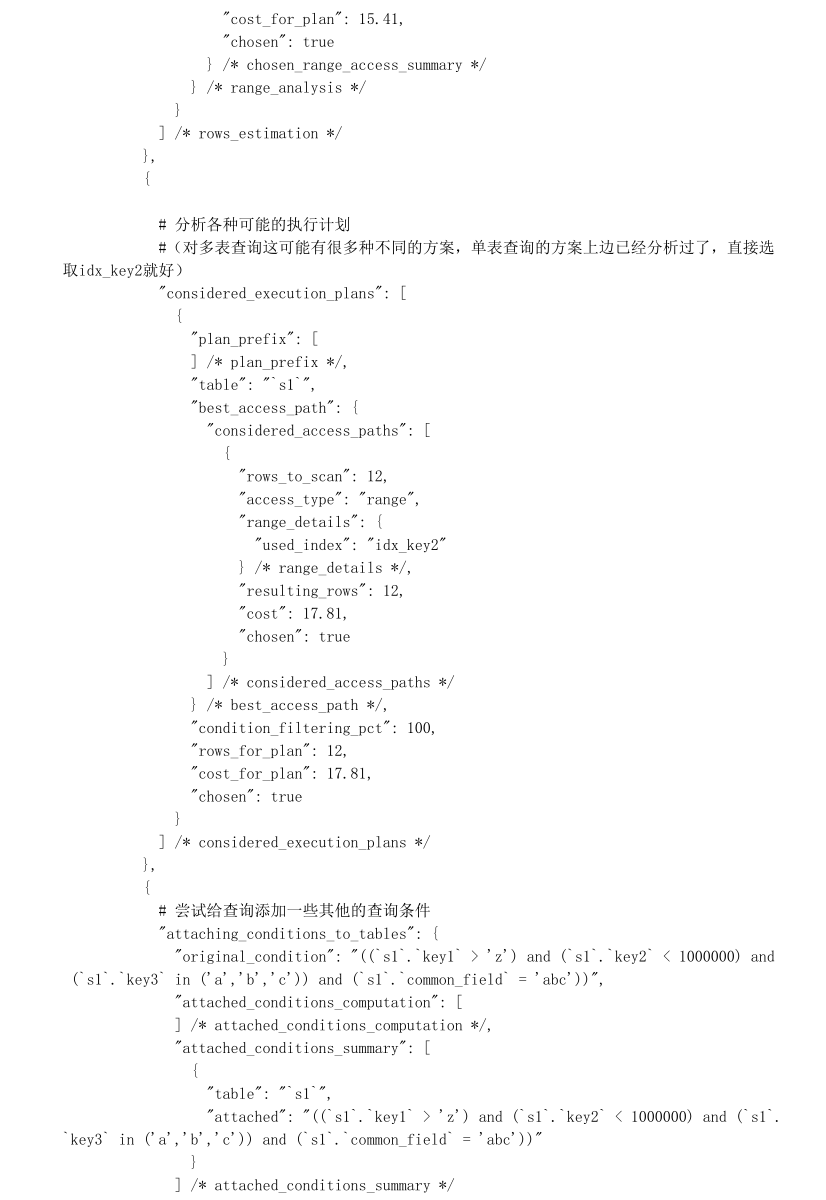 "cost_for_plan": 15.41,
"chosen": true
} /* chosen_range_access_summary */
} /* range_analysis */
}
] /* rows_estimation */
},
{
# 分析各种可能的执行计划
#（对多表查询这可能有很多种不同的方案，单表查询的方案上边已经分析过了，直接选
取idx_key2就好）
"considered_execution_plans": [
{
"plan_prefix": [
] /* plan_prefix */,
"table": "`s1`",
"best_access_path": {
"considered_access_paths": [
{
"rows_to_scan": 12,
"access_type": "range",
"range_details": {
"used_index": "idx_key2"
} /* range_details */,
"resulting_rows": 12,
"cost": 17.81,
"chosen": true
}
] /* considered_access_paths */
} /* best_access_path */,
"condition_filtering_pct": 100,
"rows_for_plan": 12,
"cost_for_plan": 17.81,
"chosen": true
}
] /* considered_execution_plans */
},
{
# 尝试给查询添加一些其他的查询条件
"attaching_conditions_to_tables": {
"original_condition": "((`s1`.`key1` > 'z') and (`s1`.`key2` < 1000000) and
(`s1`.`key3` in ('a','b','c')) and (`s1`.`common_field` = 'abc'))",
"attached_conditions_computation": [
] /* attached_conditions_computation */,
"attached_conditions_summary": [
{
"table": "`s1`",
"attached": "((`s1`.`key1` > 'z') and (`s1`.`key2` < 1000000) and (`s1`.
`key3` in ('a','b','c')) and (`s1`.`common_field` = 'abc'))"
}
] /* attached_conditions_summary */